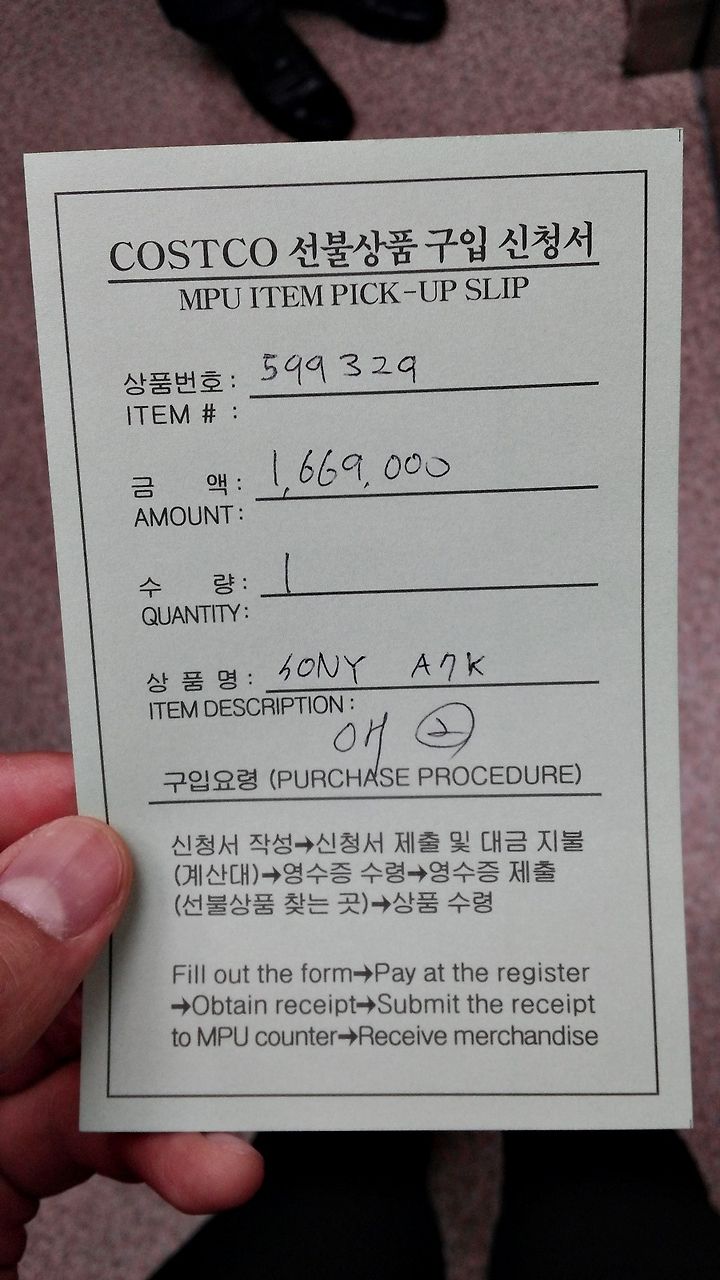 COSTCO 선불상품 구입 신청서
MPU ITEM PICK-UP SLIP
상품번호 : 599329
ITEM # :
금 액 : 1,669,000
AMOUNT :
수 량 : 1
QUANTITY :
상 품 명 : SONY A7K
ITEM DESCRIPTION :
구입요령 (PURCHASE PROCEDURE)
신청서 작성→신청서 제출 및 대금 지불
(계산대)→영수증 수령→영수증 제출
(선불상품 찾는 곳)→상품 수령
Fill out the form→Pay at the register
→Obtain receipt→Submit the receipt
to MPU counter→Receive merchandise